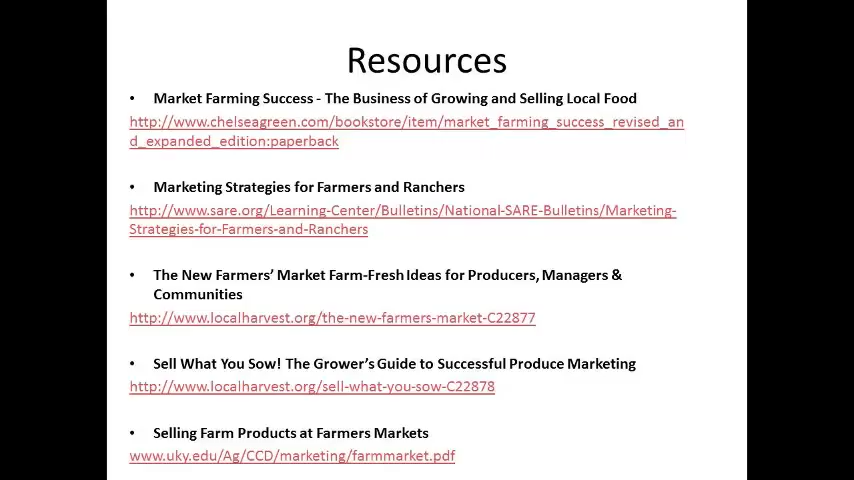 Resources
• Market Farming Success - The Business of Growing and Selling Local Food
http://www.chelseagreen.com/bookstore/item/market_farming_success_revised_an
d_expanded_edition:paperback
• Marketing Strategies for Farmers and Ranchers
http://www.sare.org/Learning-Center/Bulletins/National-SARE-Bulletins/Marketing-
Strategies-for-Farmers-and-Ranchers
• The New Farmers’ Market Farm-Fresh Ideas for Producers, Managers &
Communities
http://www.localharvest.org/the-new-farmers-market-C22877
• Sell What You Sow! The Grower’s Guide to Successful Produce Marketing
http://www.localharvest.org/sell-what-you-sow-C22878
• Selling Farm Products at Farmers Markets
www.uky.edu/Ag/CCD/marketing/farmmarket.pdf